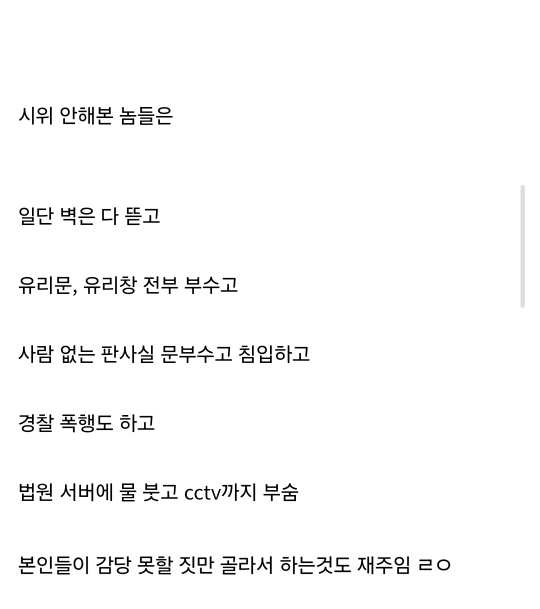 시위 안해본 놈들은
일단 벽은 다 뜯고
유리문, 유리창 전부 부수고
사람 없는 판사실 문부수고 침입하고
경찰 폭행도 하고
법원 서버에 물 붓고 cctv까지 부숨
본인들이 감당 못할 짓만 골라서 하는것도 재주임 ㄹㅇ